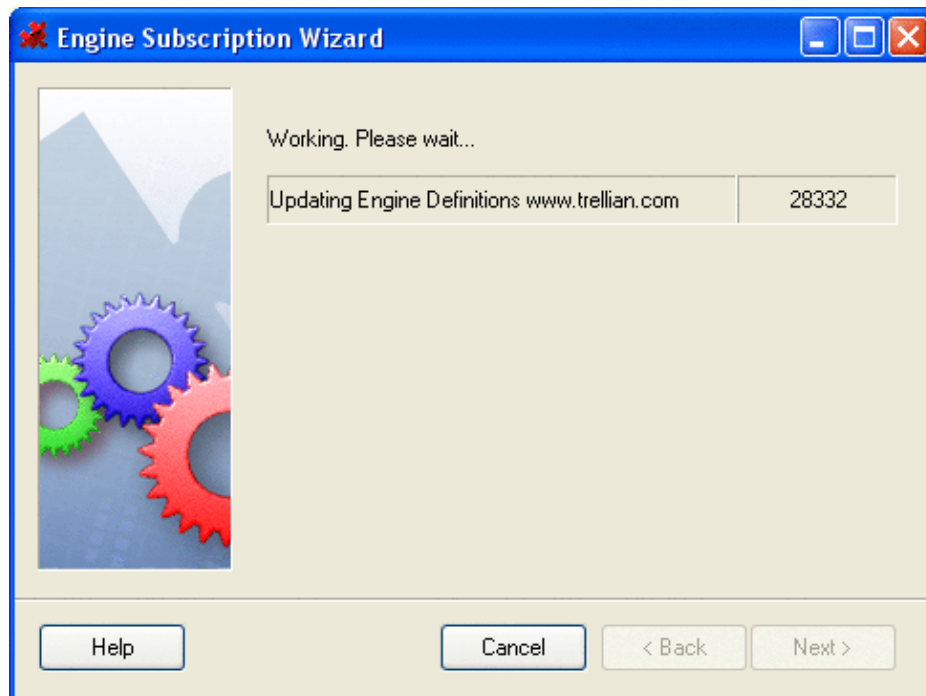 Engine Subscription Wizard
Working. Please wait...
Updating Engine Definitions www.trellian.com 28332
Help Cancel < Back Next >